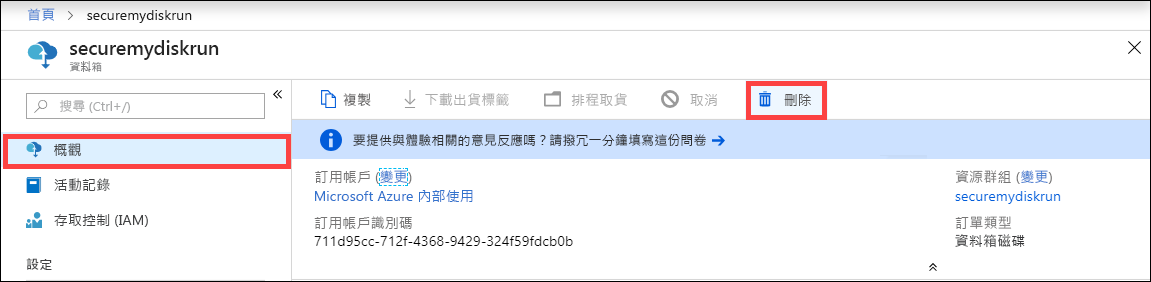 首頁 > securemydiskrun
securemydiskrun
資料箱
搜尋 (Ctrl+/)
概觀
活動記錄
存取控制 (IAM)
設定
複製 下載出貨標籤 排程取貨 取消 刪除
要提供與體驗相關的意見反應嗎？請撥冗一分鐘填寫這份問卷 →
訂用帳戶 (變更)
Microsoft Azure 內部使用
訂用帳戶識別碼
711d95cc-712f-4368-9429-324f59fdcb0b
資源群組 (變更)
securemydiskrun
訂單類型
資料箱磁碟